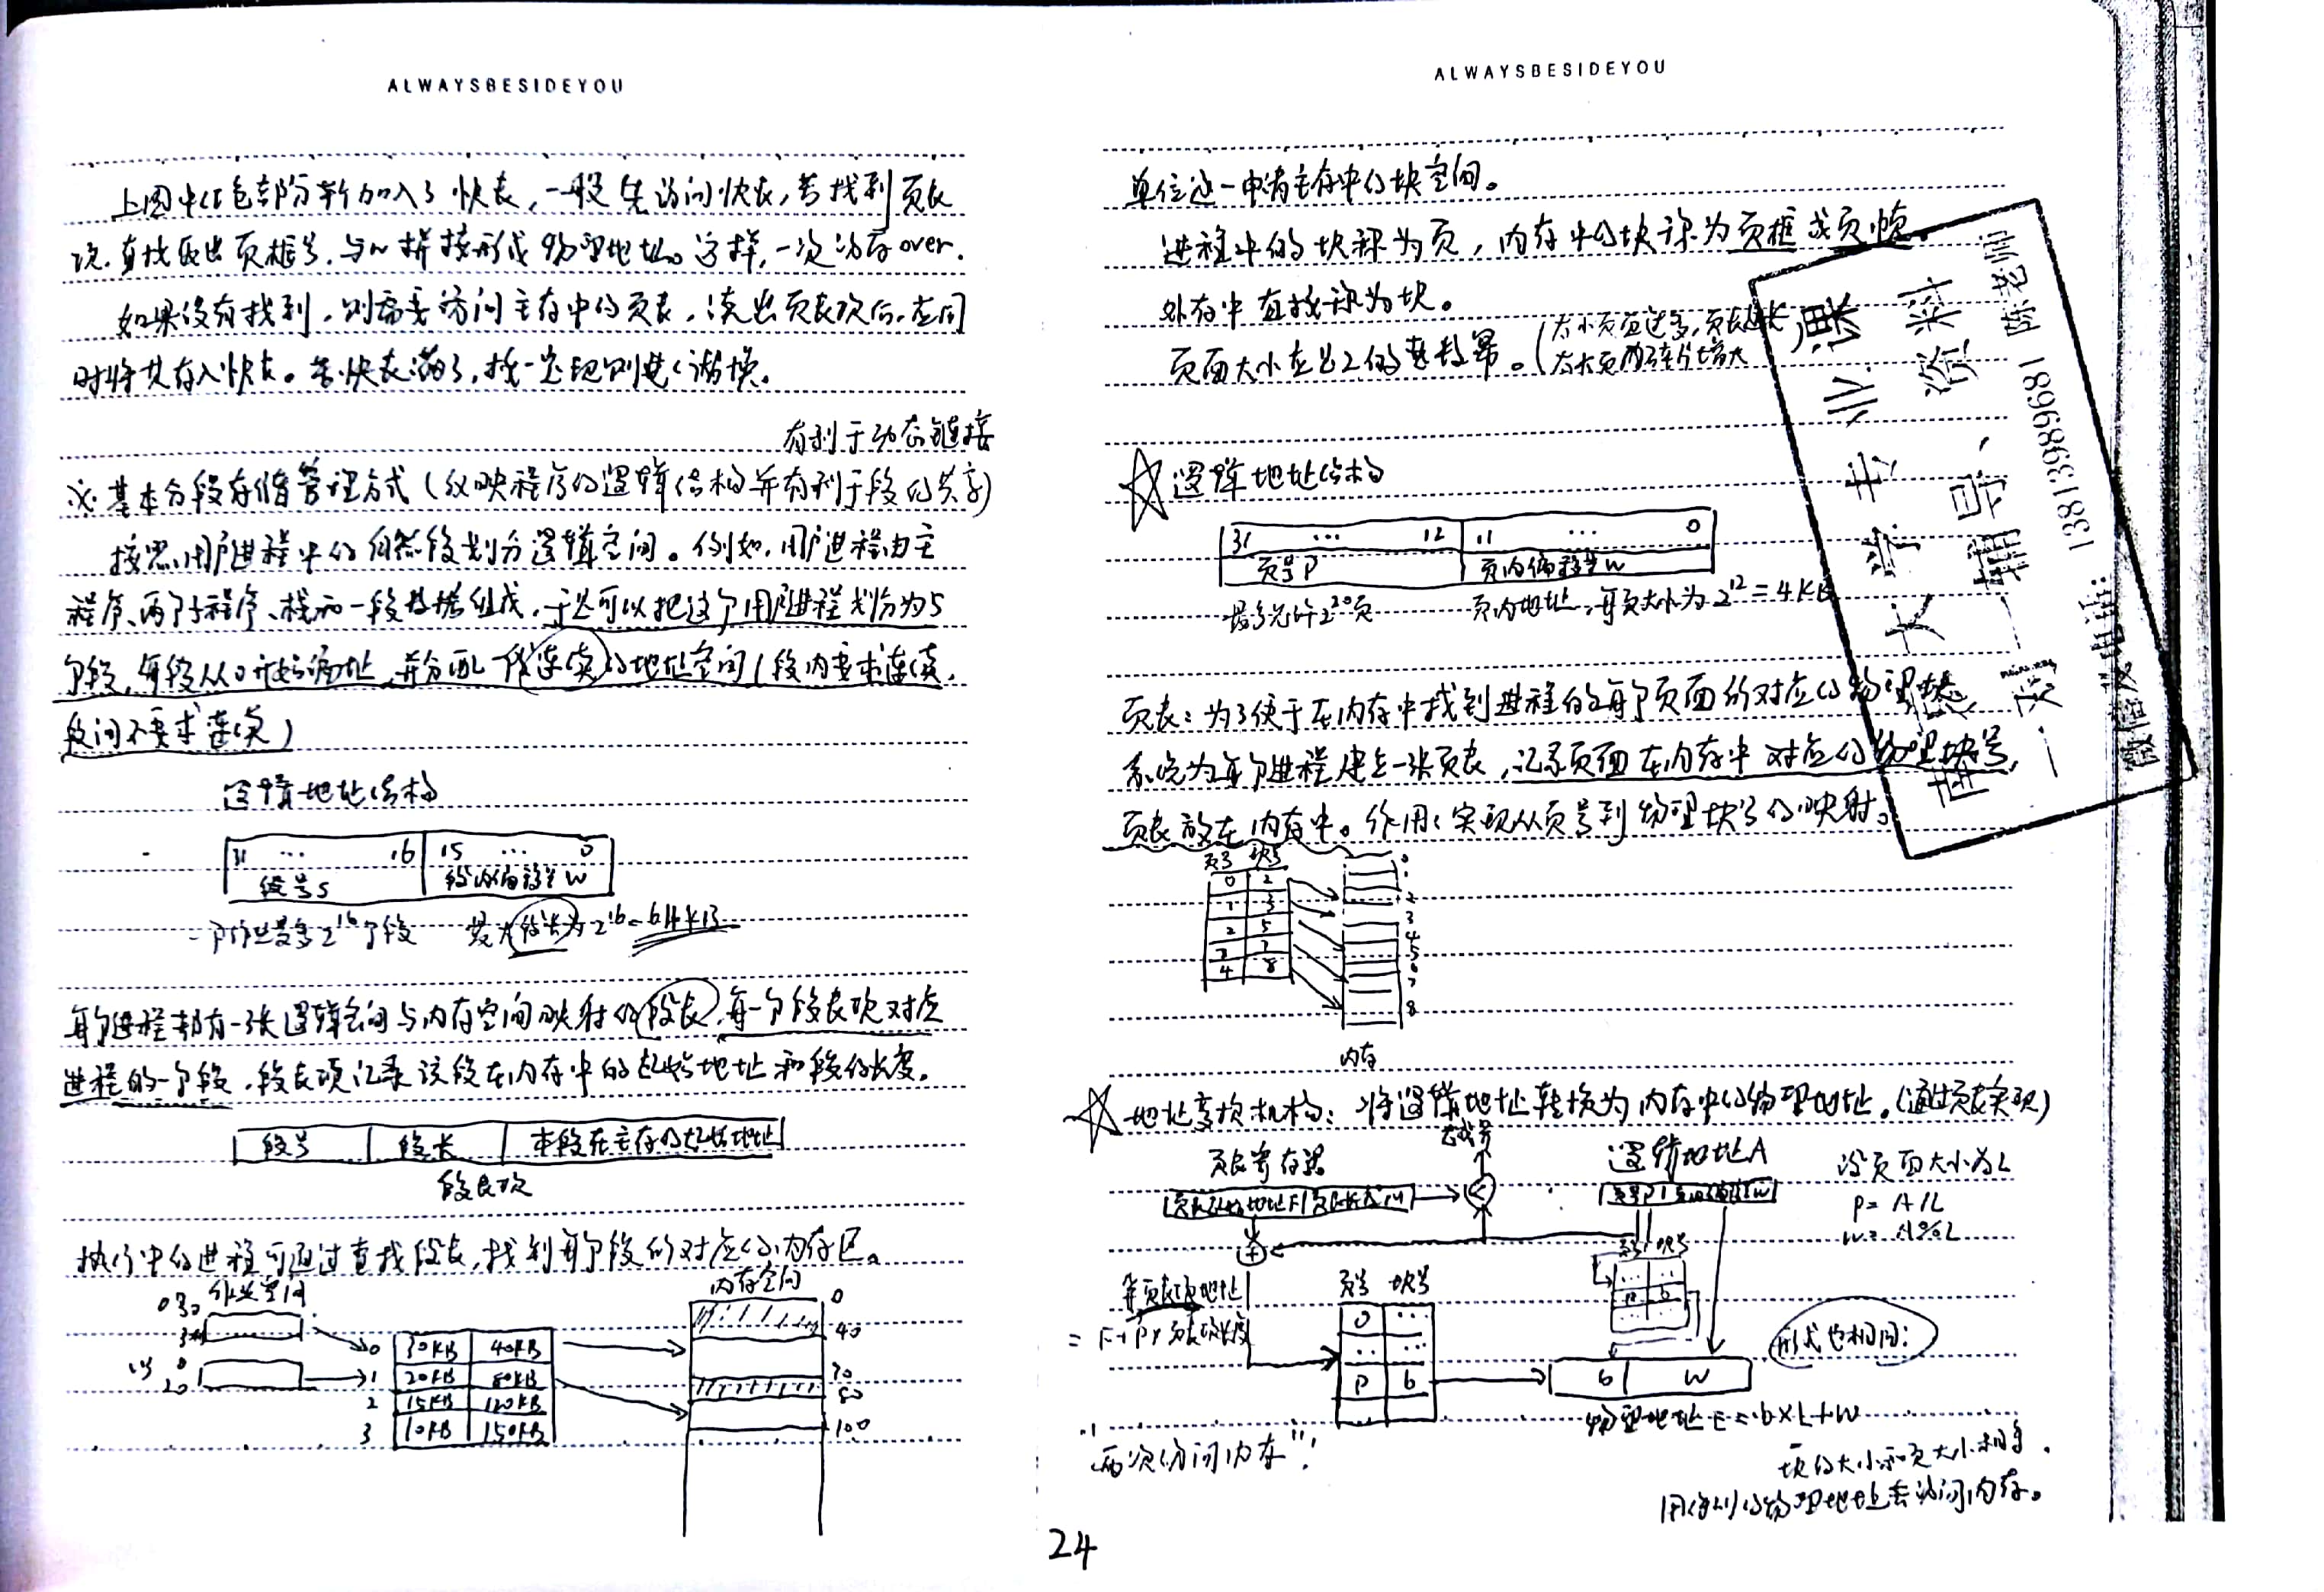 ALWAYSBESIDEYOU
上图中红色部分新加入了快表，一般先访问快表，若找到页表
项，直接取出页框号，与w拼接形成物理地址。这样，一次访存over.
如果没有找到，则需要访问主存中的页表，读出页表项后，应同
时将其存入快表。若快表满了，按一定规则进行替换。
有利于动态链接
※基本分段存储管理方式（反映程序的逻辑结构并有利于段的共享）
按照用户进程中的自然段划分逻辑空间。例如，用户进程由主
程序、两个子程序、栈和一段数据组成，于是可以把这个用户进程划分为5
个段，每段从0开始编址，并分配一段连续的地址空间（段内要求连续，
段间不要求连续）
逻辑地址结构
31 … 16 15 … 0
段号S 段内偏移量W
最多2^16个段 最大段长为2^16=64KB
每个进程都有一张逻辑空间与内存空间映射的段表，每一个段表项对应
进程的一个段，段表项记录该段在内存中的起始地址和段的长度。
段号 段长 本段在主存的起始地址
段表项
执行中的进程可通过查找段表，找到每个段所对应的内存区。
作业空间 内存空间
0 30KB 40KB
1 20KB 80KB
2 15KB 120KB
3 10KB 150KB
0
40
70
80
100
ALWAYSBESIDEYOU
单位逐一申请主存中的块空间。
进程中的块称为页，内存中的块称为页框或页帧。
外存中直接称为块。
页面大小应是2的整数幂。（太小页面过多，页表过长
太大页内碎片增大）
☆逻辑地址结构
31 … 12 11 … 0
页号P 页内偏移量W
最多允许2^20页 页内地址，每页大小为2^12=4KB
页表：为了便于在内存中找到进程的每个页面所对应的物理块
系统为每个进程建立一张页表，记录页面在内存中对应的物理块号，
页表放在内存中。作用：实现从页号到物理块号的映射。
页号 块号
0 2
1 3
2 5
3 7
4 8
内存
☆地址变换机构：将逻辑地址转换为内存中的物理地址。（通过页表实现）
越界
页表寄存器 逻辑地址A 设页面大小为L
页表起始地址F 页表长度M 页号P 页内偏移量W P=A/L
W=A%L
页号 块号
页表项地址
=F+P×页表项长度
页号 块号
0 …
P b
b W
形式也相同：
物理地址E=b×L+W
"两次访问内存"！
块的大小和页大小相等.
用得到的物理地址去访问内存。
24
西一大学专业课
一对一辅导、资料
18139868681 陈老师
微信及电话：